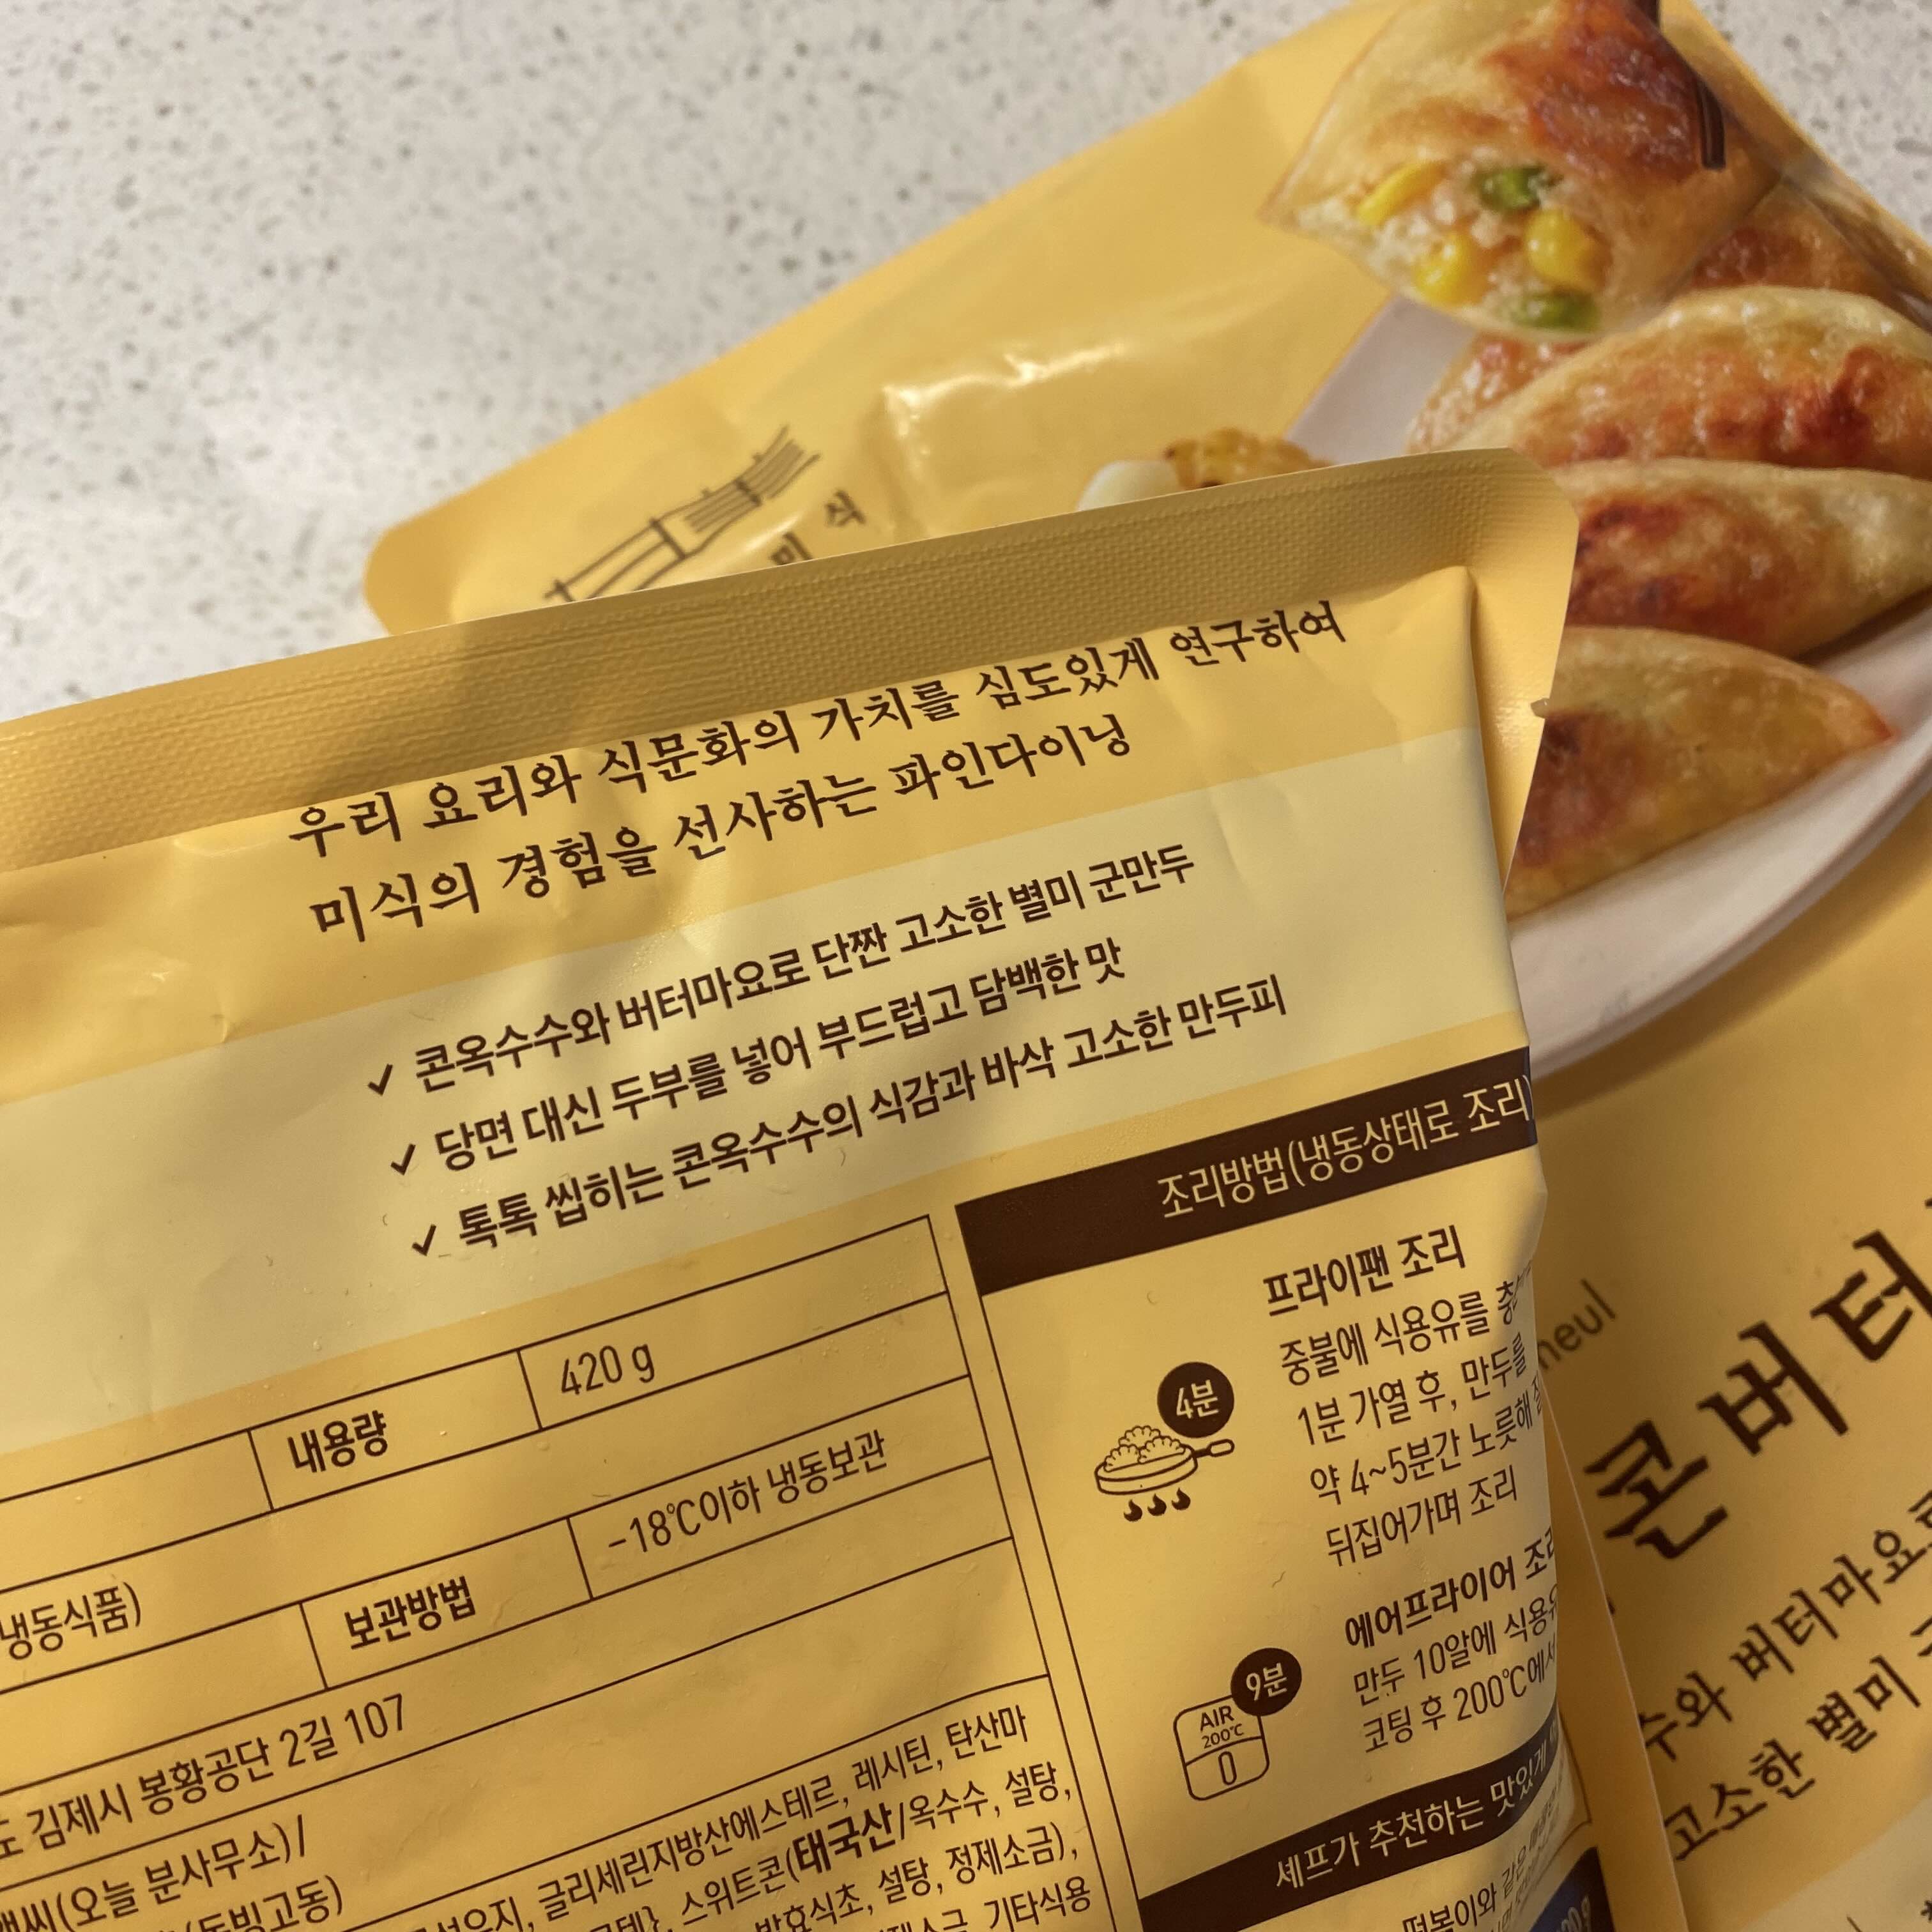 미식
우리 요리와 식문화의 가치를 심도있게 연구하여
미식의 경험을 선사하는 파인다이닝
✓ 콘옥수수와 버터마요로 단짠 고소한 별미 군만두
✓ 당면 대신 두부를 넣어 부드럽고 담백한 맛
✓ 톡톡 씹히는 콘옥수수의 식감과 바삭 고소한 만두피
내용량 420 g
냉동식품)
보관방법 -18℃이하 냉동보관
김제시 봉황공단 2길 107
(오늘 분사무소)/
글리세린지방산에스테르, 레시틴, 탄산마
스위트콘(태국산/옥수수, 설탕,
발효식초, 설탕, 정제소금),
기타식용
조리방법(냉동상태로 조리)
4분
프라이팬 조리
중불에 식용유를
1분 가열 후, 만두를
약 4~5분간 노릇해
뒤집어가며 조리
9분
AIR
200℃
에어프라이어
만두 10알에
코팅 후 200℃에서
셰프가 추천하는 맛있게
떡볶이와 같은
neul
콘버터
수와 버터마요로
고소한 별미